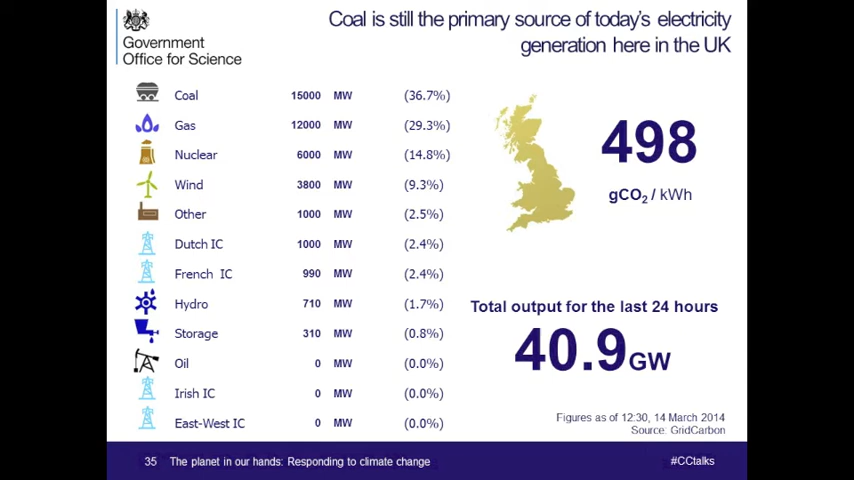 Government
Office for Science
Coal is still the primary source of today's electricity
generation here in the UK
Coal 15000 MW (36.7%)
Gas 12000 MW (29.3%)
Nuclear 6000 MW (14.8%)
Wind 3800 MW (9.3%)
Other 1000 MW (2.5%)
Dutch IC 1000 MW (2.4%)
French IC 990 MW (2.4%)
Hydro 710 MW (1.7%)
Storage 310 MW (0.8%)
Oil 0 MW (0.0%)
Irish IC 0 MW (0.0%)
East-West IC 0 MW (0.0%)
498
gCO₂ / kWh
Total output for the last 24 hours
40.9GW
Figures as of 12:30, 14 March 2014
Source: GridCarbon
35 The planet in our hands: Responding to climate change
#CCtalks